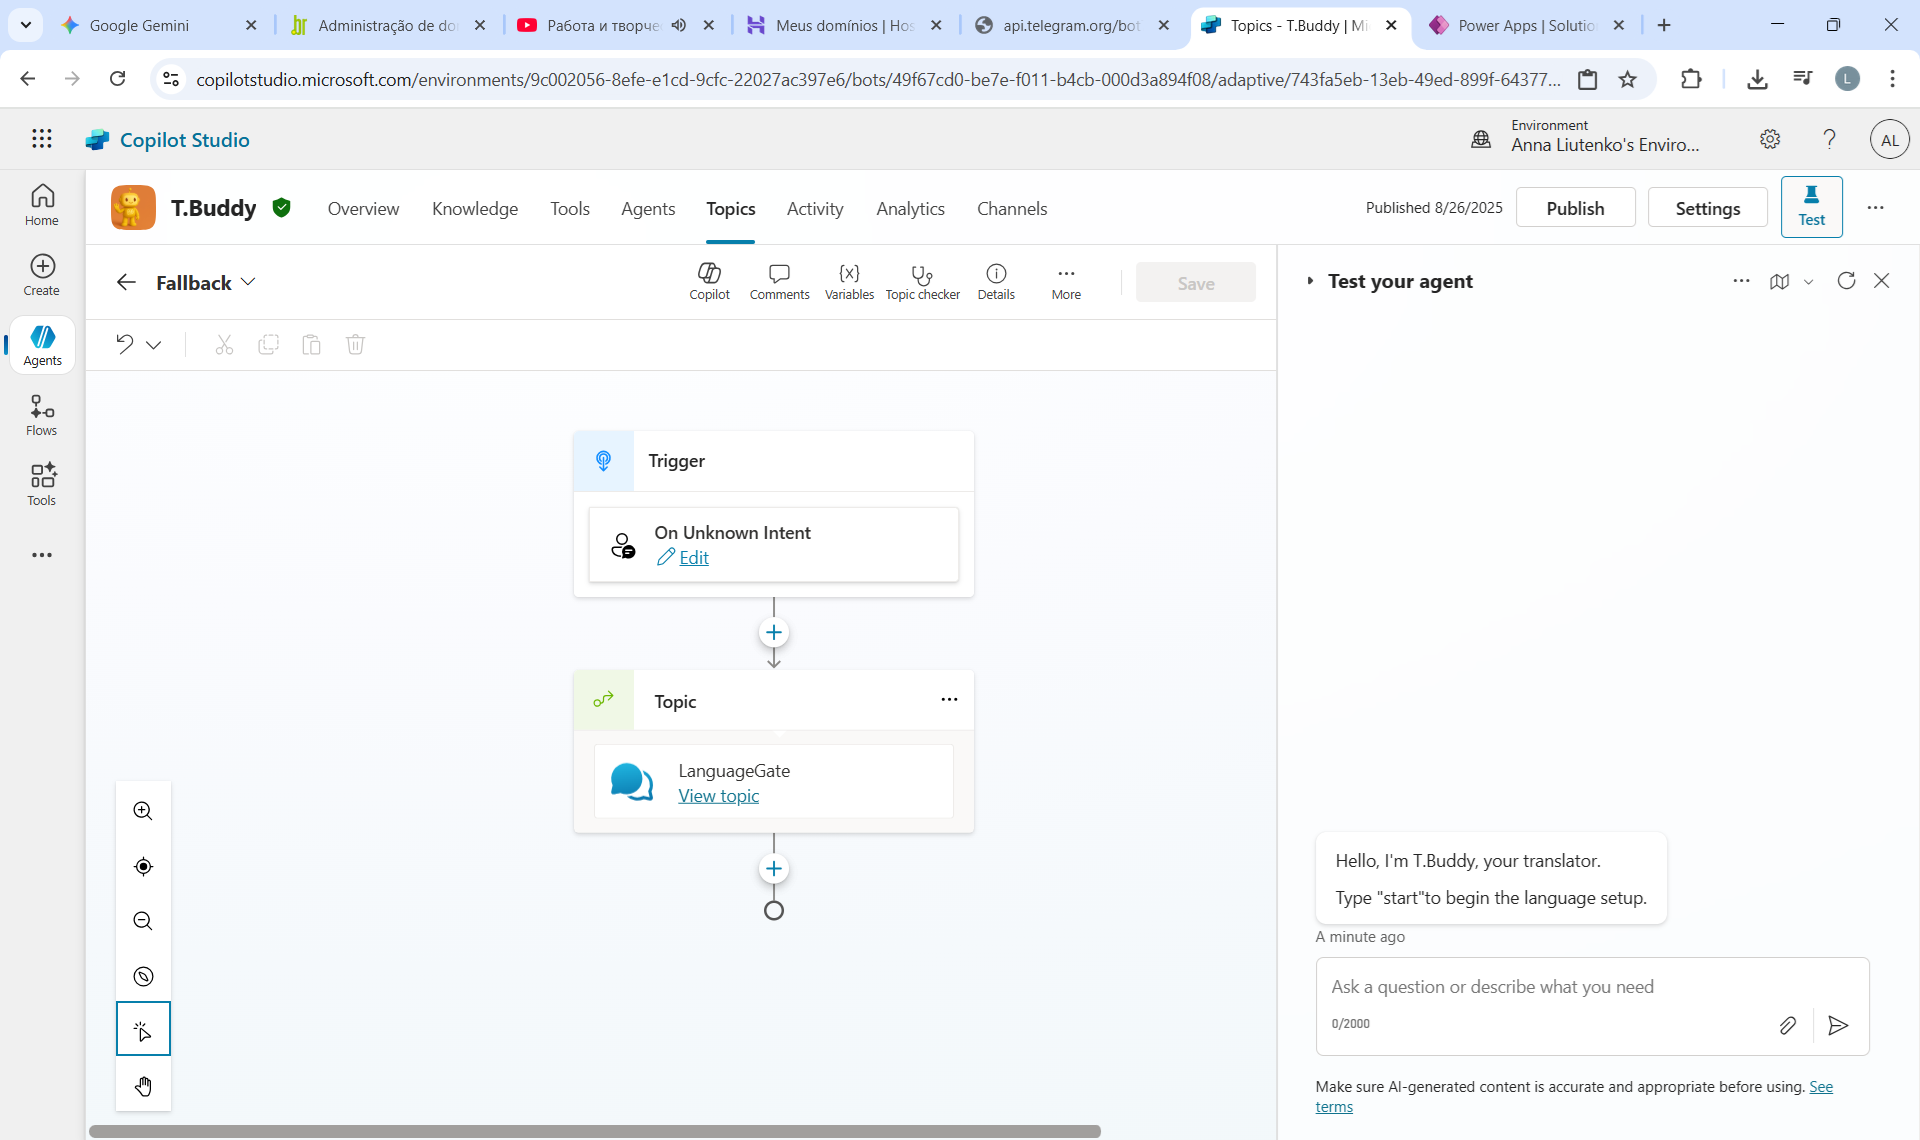 Google Gemini
Administração de do
Работа и творче
Meus domínios | Hos
api.telegram.org/bot
Topics - T.Buddy | Mi
Power Apps | Solutio
copilotstudio.microsoft.com/environments/9c002056-8efe-e1cd-9cfc-22027ac397e6/bots/49f67cd0-be7e-f011-b4cb-000d3a894f08/adaptive/743fa5eb-13eb-49ed-899f-64377...
L
Copilot Studio
Environment
Anna Liutenko's Enviro...
AL
Home
Create
Agents
Flows
Tools
T.Buddy
Overview
Knowledge
Tools
Agents
Topics
Activity
Analytics
Channels
Published 8/26/2025
Publish
Settings
Test
Fallback
Copilot
Comments
Variables
Topic checker
Details
More
Save
Trigger
On Unknown Intent
Edit
Topic
LanguageGate
View topic
Test your agent
Hello, I'm T.Buddy, your translator.
Type "start"to begin the language setup.
A minute ago
Ask a question or describe what you need
0/2000
Make sure AI-generated content is accurate and appropriate before using. See
terms